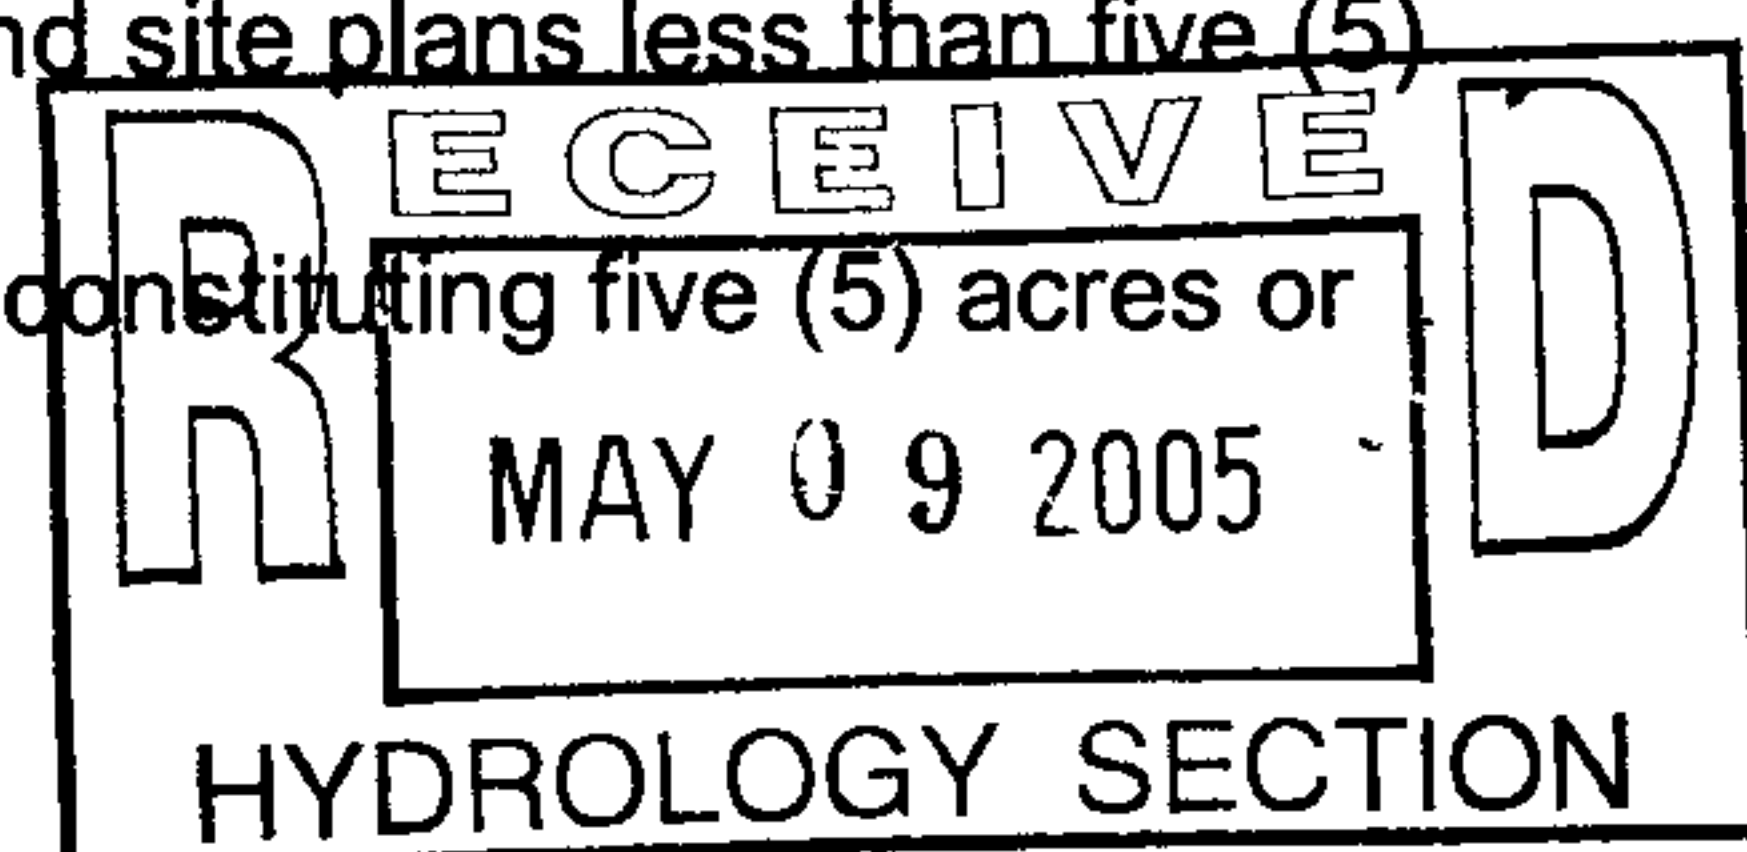 nd site plans less than five (5)
RECEIVED
constituting five (5) acres or
MAY 09 2005
HYDROLOGY SECTION